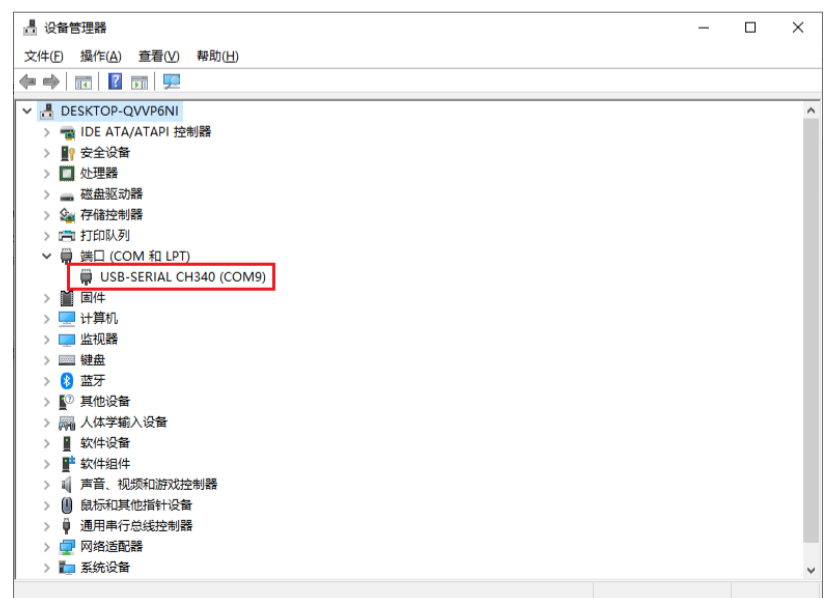 设备管理器
文件(F) 操作(A) 查看(V) 帮助(H)
DESKTOP-QVVP6NI
IDE ATA/ATAPI 控制器
安全设备
处理器
磁盘驱动器
存储控制器
打印队列
端口 (COM 和 LPT)
USB-SERIAL CH340 (COM9)
固件
计算机
监视器
键盘
蓝牙
其他设备
人体学输入设备
软件设备
软件组件
声音、视频和游戏控制器
鼠标和其他指针设备
通用串行总线控制器
网络适配器
系统设备